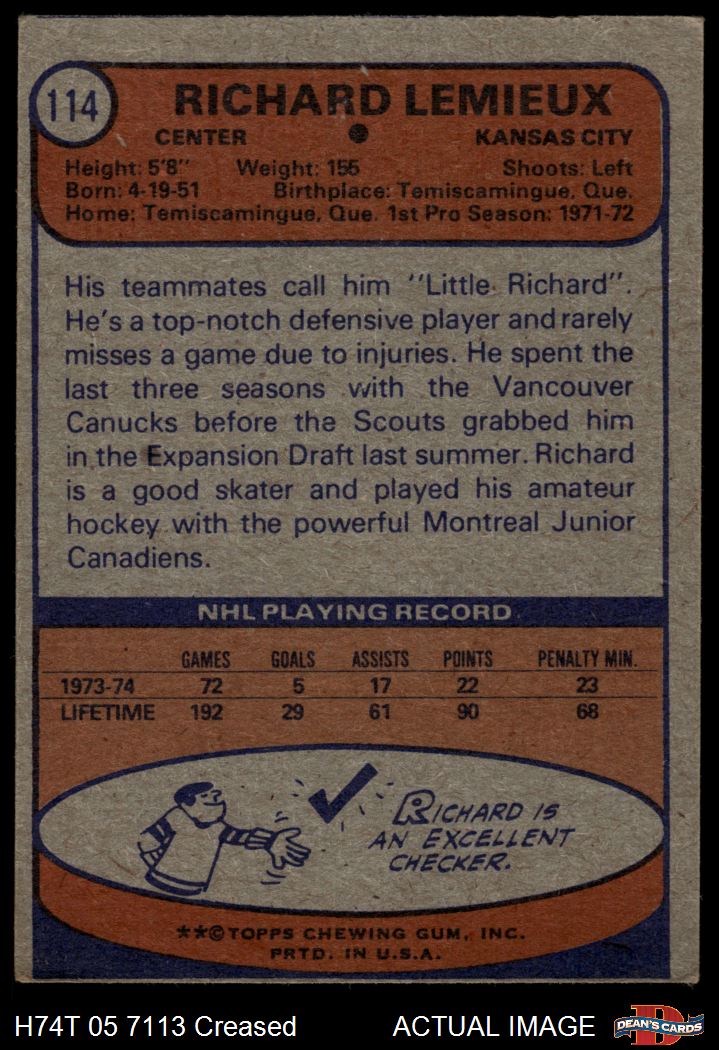 114
RICHARD LEMIEUX
CENTER ● KANSAS CITY
Height: 5'8" Weight: 155 Shoots: Left
Born: 4-19-51 Birthplace: Temiscamingue, Que.
Home: Temiscamingue, Que. 1st Pro Season: 1971-72
His teammates call him "Little Richard".
He's a top-notch defensive player and rarely
misses a game due to injuries. He spent the
last three seasons with the Vancouver
Canucks before the Scouts grabbed him
in the Expansion Draft last summer. Richard
is a good skater and played his amateur
hockey with the powerful Montreal Junior
Canadiens.
NHL PLAYING RECORD
GAMES GOALS ASSISTS POINTS PENALTY MIN.
1973-74 72 5 17 22 23
LIFETIME 192 29 61 90 68
RICHARD IS
AN EXCELLENT
CHECKER.
**©TOPPS CHEWING GUM, INC.
PRTD. IN U.S.A.
H74T 05 7113 Creased ACTUAL IMAGE DEAN'S CARDS